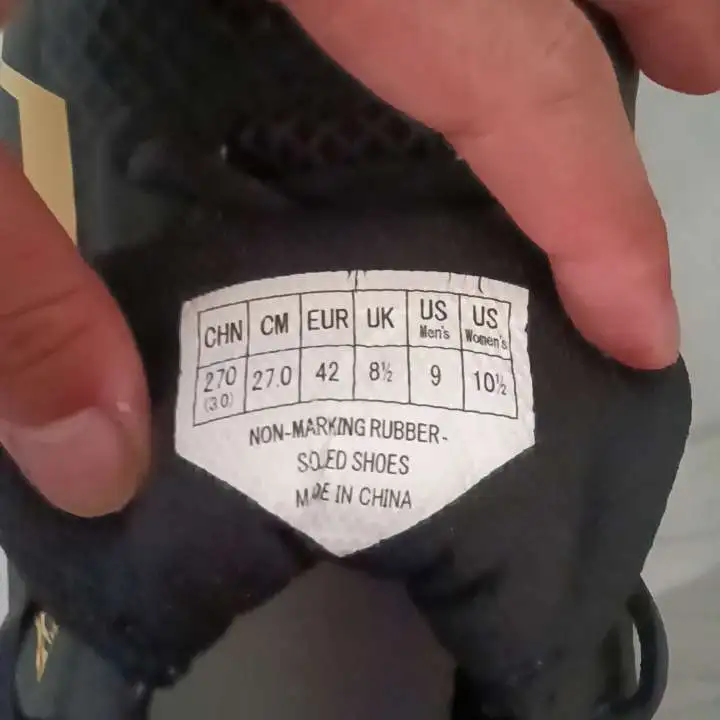 CHN CM EUR UK US Men's US Women's
270 (3.0) 27.0 42 8½ 9 10½
NON-MARKING RUBBER-
SOLED SHOES
MADE IN CHINA